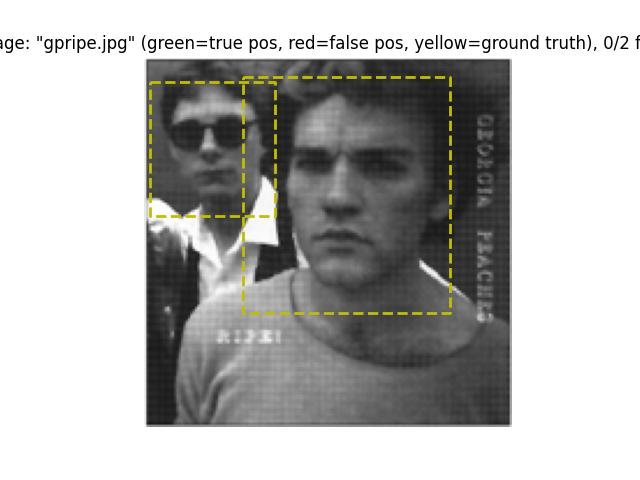 age: "gpripe.jpg" (green=true pos, red=false pos, yellow=ground truth), 0/2 f
GEORGIA PEACHES
RIPE!